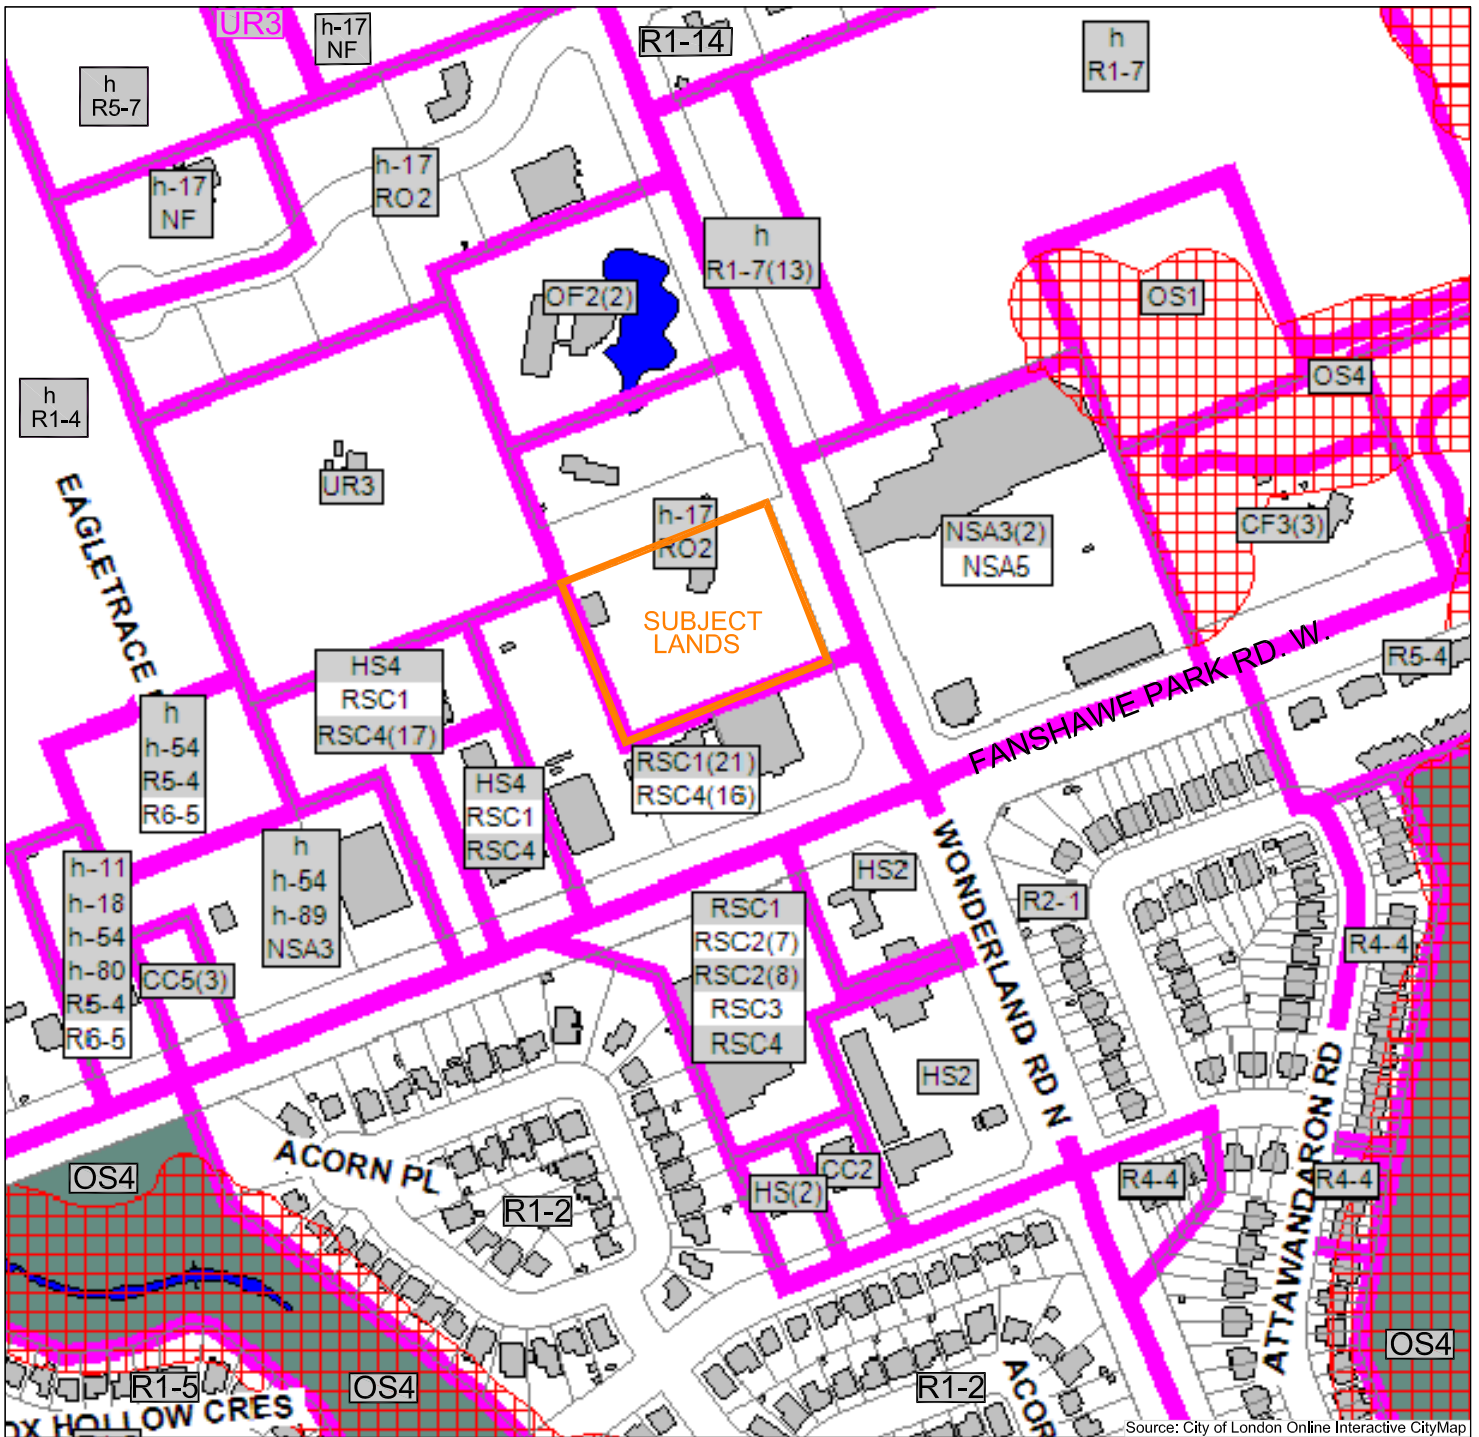 UR3
h-17
NF
R1-14
h
R1-7
h
R5-7
h-17
NF
h-17
RO2
h
R1-7(13)
OF2(2)
OS1
OS4
h
R1-4
UR3
EAGLETRACE
h-17
RO2
NSA3(2)
NSA5
CF3(3)
SUBJECT
LANDS
HS4
RSC1
RSC4(17)
FANSHAWE PARK RD. W.
R5-4
h
h-54
R5-4
R6-5
RSC1(21)
RSC4(16)
HS4
RSC1
RSC4
h
h-54
h-89
NSA3
h-11
h-18
h-54
h-80
R5-4
R6-5
CC5(3)
HS2
WONDERLAND RD N
R2-1
R4-4
RSC1
RSC2(7)
RSC2(8)
RSC3
RSC4
HS2
ACORN PL
OS4
R1-2
HS(2)
CC2
R4-4
R4-4
ATTAWANDARON RD
OS4
R1-5
OS4
R1-2
ACOR
OX HOLLOW CRES
Source: City of London Online Interactive CityMap